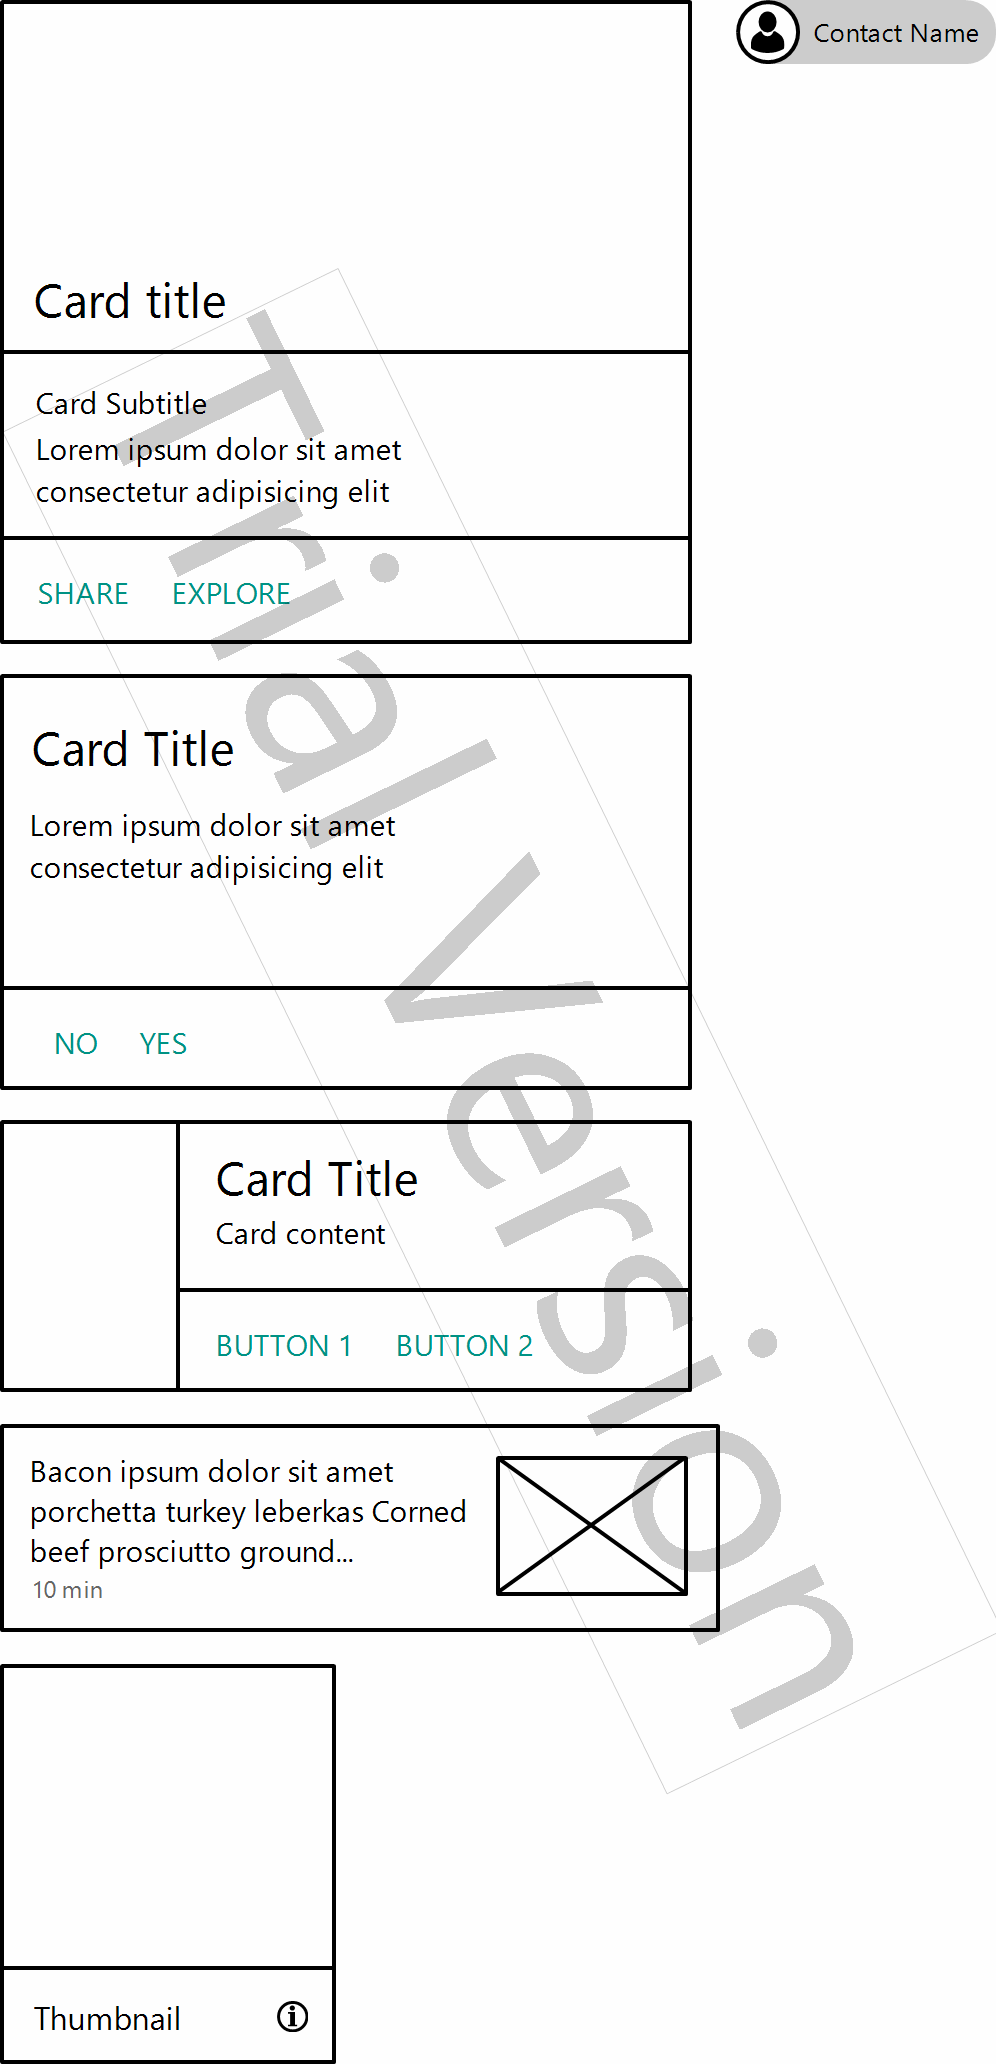 Contact Name
Card title
Card Subtitle
Lorem ipsum dolor sit amet
consectetur adipisicing elit
SHARE EXPLORE
Card Title
Lorem ipsum dolor sit amet
consectetur adipisicing elit
NO YES
Card Title
Card content
BUTTON 1 BUTTON 2
Bacon ipsum dolor sit amet
porchetta turkey leberkas Corned
beef prosciutto ground...
10 min
Thumbnail
Trial Version